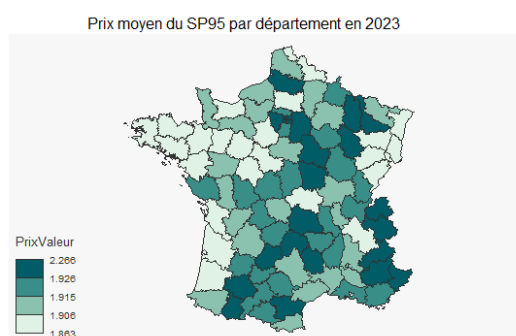 Prix moyen du SP95 par département en 2023
PrixValeur
2.266
1.926
1.915
1.906
1.863